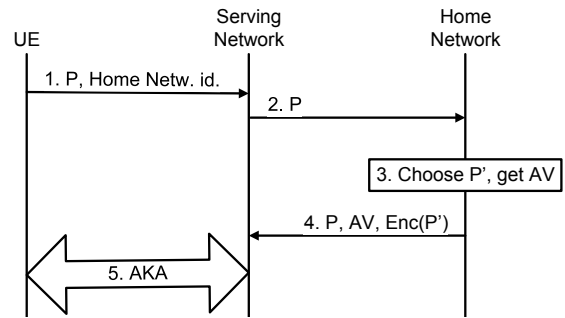 UE
Serving
Network
Home
Network
1. P, Home Netw. id.
2. P
3. Choose P’, get AV
4. P, AV, Enc(P’)
5. AKA